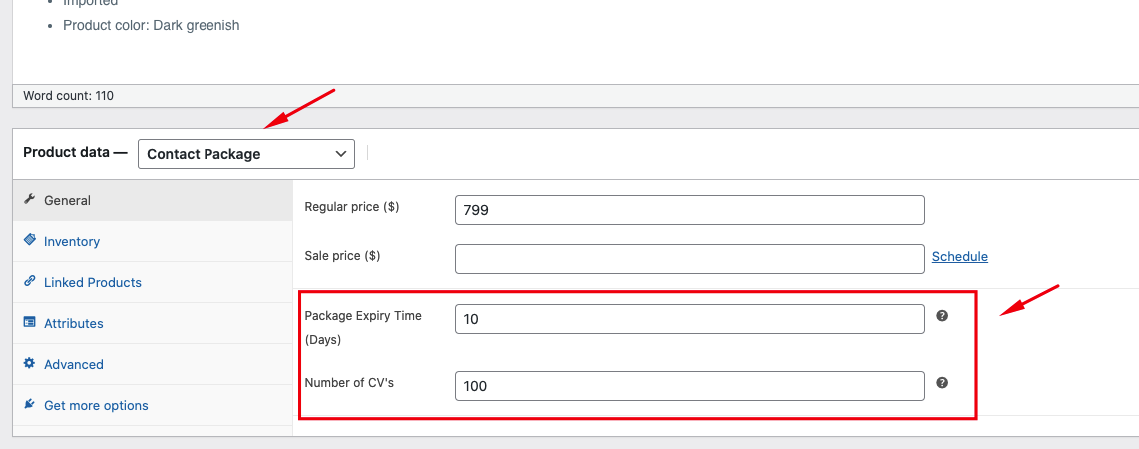 Imported
Product color: Dark greenish
Word count: 110
Product data — Contact Package
General
Inventory
Linked Products
Attributes
Advanced
Get more options
Regular price ($) 799
Sale price ($) Schedule
Package Expiry Time
(Days) 10
Number of CV's 100